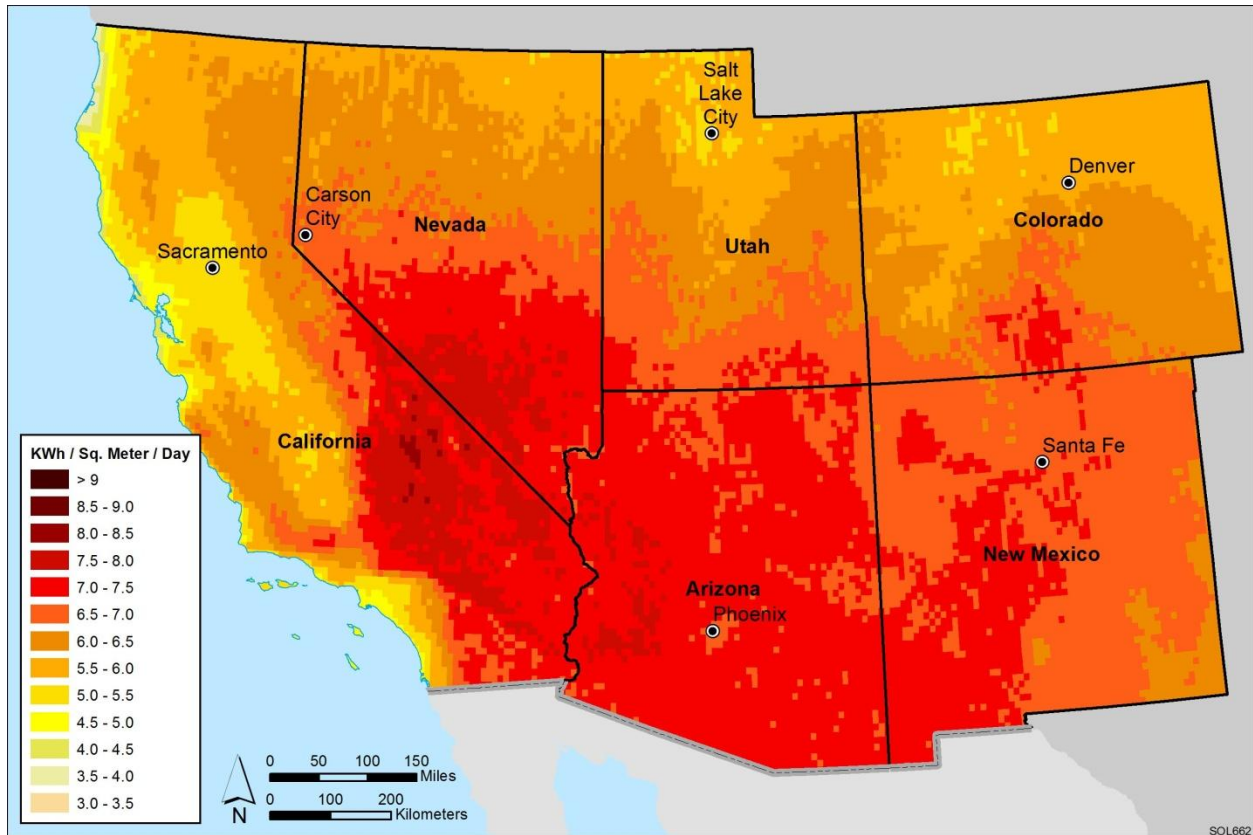 Salt
Lake
City
Denver
Carson
City
Nevada
Colorado
Utah
Sacramento
California
Santa Fe
New Mexico
Arizona
Phoenix
KWh / Sq. Meter / Day
> 9
8.5 - 9.0
8.0 - 8.5
7.5 - 8.0
7.0 - 7.5
6.5 - 7.0
6.0 - 6.5
5.5 - 6.0
5.0 - 5.5
4.5 - 5.0
4.0 - 4.5
3.5 - 4.0
3.0 - 3.5
N
0 50 100 150
Miles
0 100 200
Kilometers
SOL662